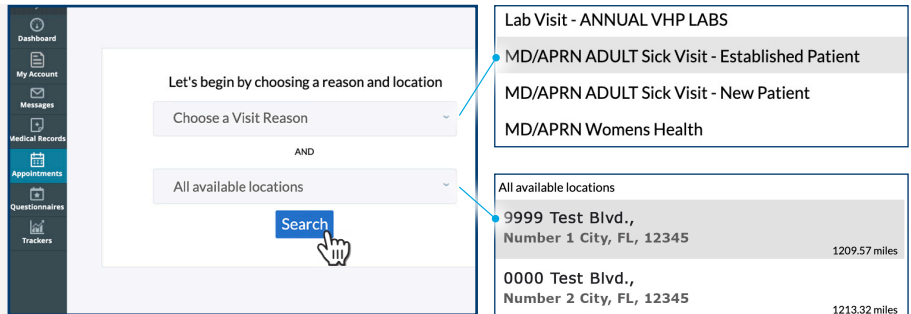 Dashboard
My Account
Messages
Medical Records
Appointments
Questionnaires
Trackers
Let's begin by choosing a reason and location
Choose a Visit Reason
AND
All available locations
Search
Lab Visit - ANNUAL VHP LABS
MD/APRN ADULT Sick Visit - Established Patient
MD/APRN ADULT Sick Visit - New Patient
MD/APRN Womens Health
All available locations
9999 Test Blvd.,
Number 1 City, FL, 12345
1209.57 miles
0000 Test Blvd.,
Number 2 City, FL, 12345
1213.32 miles